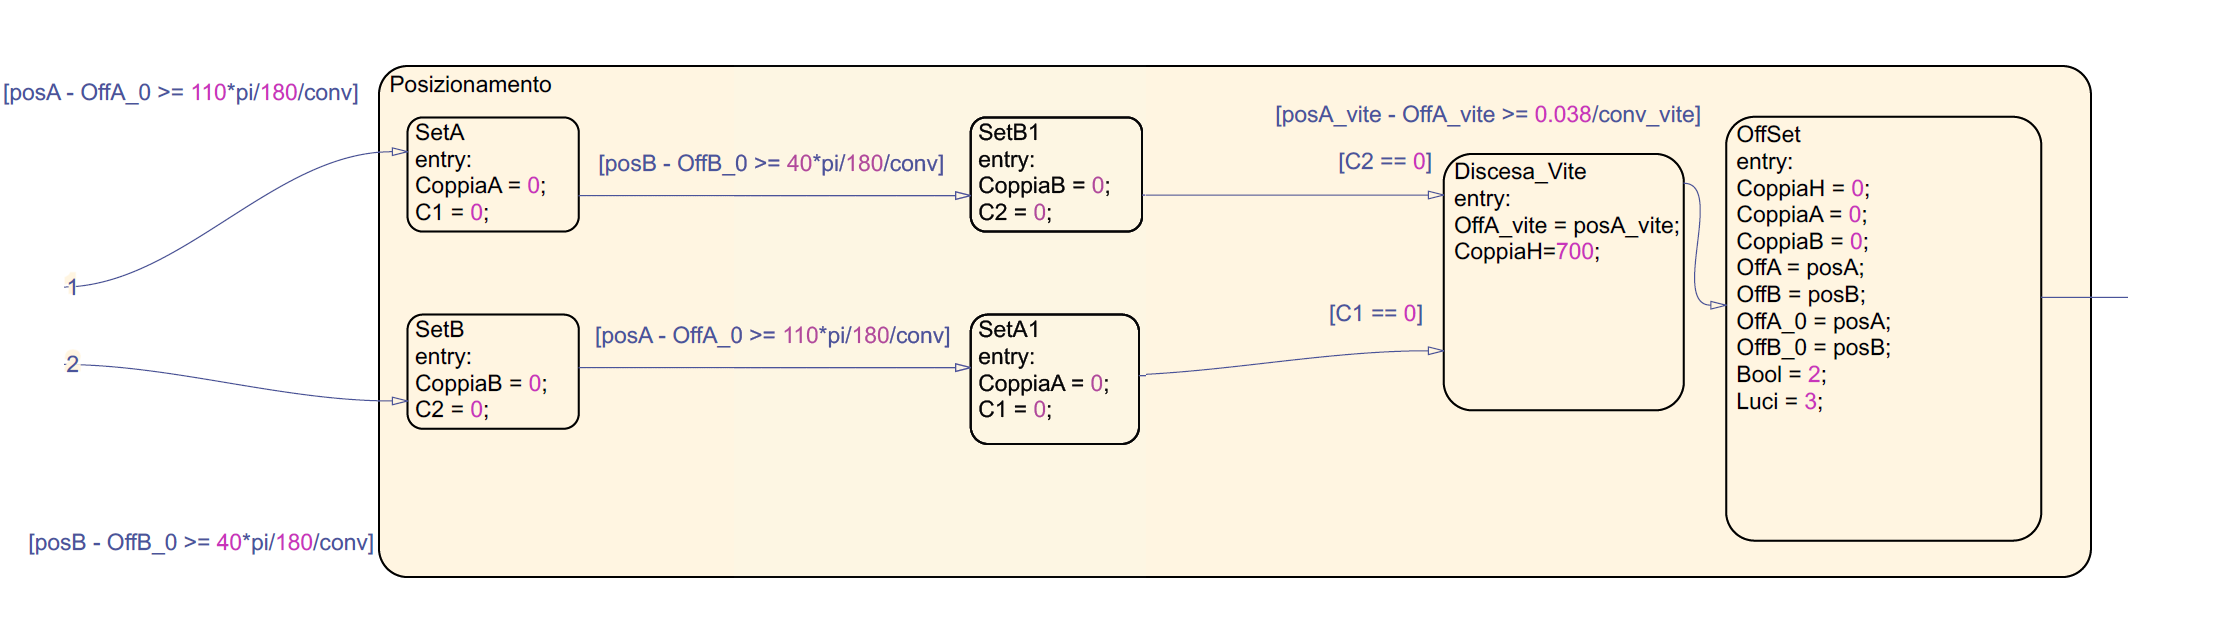 [posA - OffA_0 >= 110*pi/180/conv]
1
2
[posB - OffB_0 >= 40*pi/180/conv]
Posizionamento
SetA
entry:
CoppiaA = 0;
C1 = 0;
[posB - OffB_0 >= 40*pi/180/conv]
SetB1
entry:
CoppiaB = 0;
C2 = 0;
[C2 == 0]
SetB
entry:
CoppiaB = 0;
C2 = 0;
[posA - OffA_0 >= 110*pi/180/conv]
SetA1
entry:
CoppiaA = 0;
C1 = 0;
[C1 == 0]
Discesa_Vite
entry:
OffA_vite = posA_vite;
CoppiaH=700;
[posA_vite - OffA_vite >= 0.038/conv_vite]
OffSet
entry:
CoppiaH = 0;
CoppiaA = 0;
CoppiaB = 0;
OffA = posA;
OffB = posB;
OffA_0 = posA;
OffB_0 = posB;
Bool = 2;
Luci = 3;